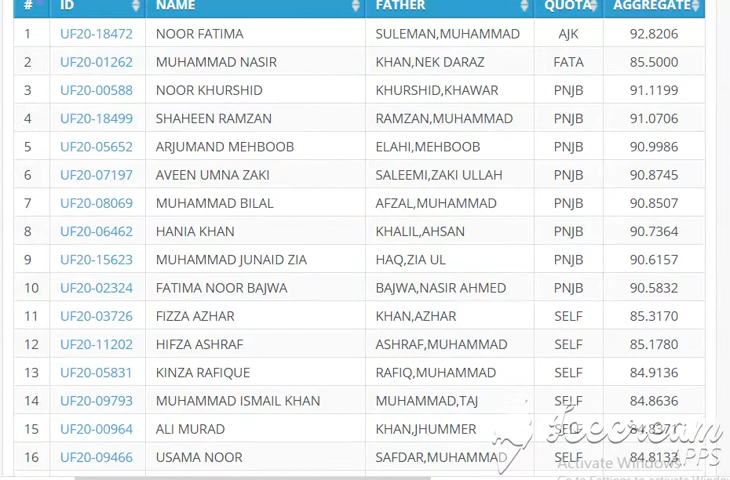 # ID NAME FATHER QUOTA AGGREGATE
1 UF20-18472 NOOR FATIMA SULEMAN,MUHAMMAD AJK 92.8206
2 UF20-01262 MUHAMMAD NASIR KHAN,NEK DARAZ FATA 85.5000
3 UF20-00588 NOOR KHURSHID KHURSHID,KHAWAR PNJB 91.1199
4 UF20-18499 SHAHEEN RAMZAN RAMZAN,MUHAMMAD PNJB 91.0706
5 UF20-05652 ARJUMAND MEHBOOB ELAHI,MEHBOOB PNJB 90.9986
6 UF20-07197 AVEEN UMNA ZAKI SALEEMI,ZAKI ULLAH PNJB 90.8745
7 UF20-08069 MUHAMMAD BILAL AFZAL,MUHAMMAD PNJB 90.8507
8 UF20-06462 HANIA KHAN KHALIL,AHSAN PNJB 90.7364
9 UF20-15623 MUHAMMAD JUNAID ZIA HAQ,ZIA UL PNJB 90.6157
10 UF20-02324 FATIMA NOOR BAJWA BAJWA,NASIR AHMED PNJB 90.5832
11 UF20-03726 FIZZA AZHAR KHAN,AZHAR SELF 85.3170
12 UF20-11202 HIFZA ASHRAF ASHRAF,MUHAMMAD SELF 85.1780
13 UF20-05831 KINZA RAFIQUE RAFIQ,MUHAMMAD SELF 84.9136
14 UF20-09793 MUHAMMAD ISMAIL KHAN MUHAMMAD,TAJ SELF 84.8636
15 UF20-00964 ALI MURAD KHAN,JHUMMER SELF
16 UF20-09466 USAMA NOOR SAFDAR,MUHAMMAD SELF 84.8133
Icecream
APPS
Activate Windows